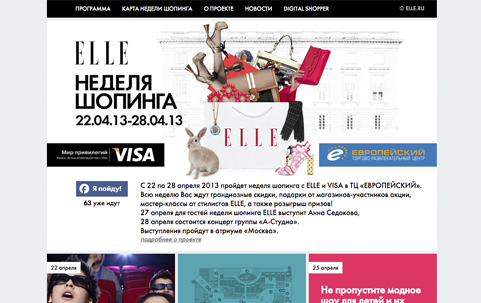 ПРОГРАММА КАРТА НЕДЕЛИ ШОПИНГА О ПРОЕКТЕ НОВОСТИ DIGITAL SHOPPER ELLE.RU
ELLE
НЕДЕЛЯ
ШОПИНГА
22.04.13-28.04.13
ELLE
Мир привилегий
VISA
ЕВРОПЕЙСКИЙ
ТОРГОВО-РАЗВЛЕКАТЕЛЬНЫЙ ЦЕНТР
Я пойду!
63 уже идут
С 22 по 28 апреля 2013 пройдет неделя шопинга с ELLE и VISA в ТЦ «ЕВРОПЕЙСКИЙ».
Всю неделю Вас ждут грандиозные скидки, подарки от магазинов-участников акции,
мастер-классы от стилистов ELLE, а также розыгрыш призов!
27 апреля для гостей недели шопинга ELLE выступит Анна Седокова,
28 апреля состоится концерт группы «А-Студио».
Выступления пройдут в атриуме «Москва».
подробнее о проекте
22 апреля
25 апреля
Не пропустите модное
шоу для детей и их